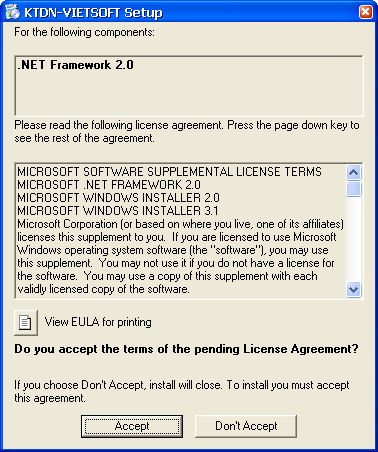 KTDN-VIETSOFT Setup
For the following components:
.NET Framework 2.0
Please read the following license agreement. Press the page down key to
see the rest of the agreement.
MICROSOFT SOFTWARE SUPPLEMENTAL LICENSE TERMS
MICROSOFT .NET FRAMEWORK 2.0
MICROSOFT WINDOWS INSTALLER 2.0
MICROSOFT WINDOWS INSTALLER 3.1
Microsoft Corporation (or based on where you live, one of its affiliates)
licenses this supplement to you.  If you are licensed to use Microsoft
Windows operating system software (the "software"), you may use
this supplement.  You may not use it if you do not have a license for
the software.  You may use a copy of this supplement with each
validly licensed copy of the software.
View EULA for printing
Do you accept the terms of the pending License Agreement?
If you choose Don't Accept, install will close. To install you must accept
this agreement.
Accept
Don't Accept